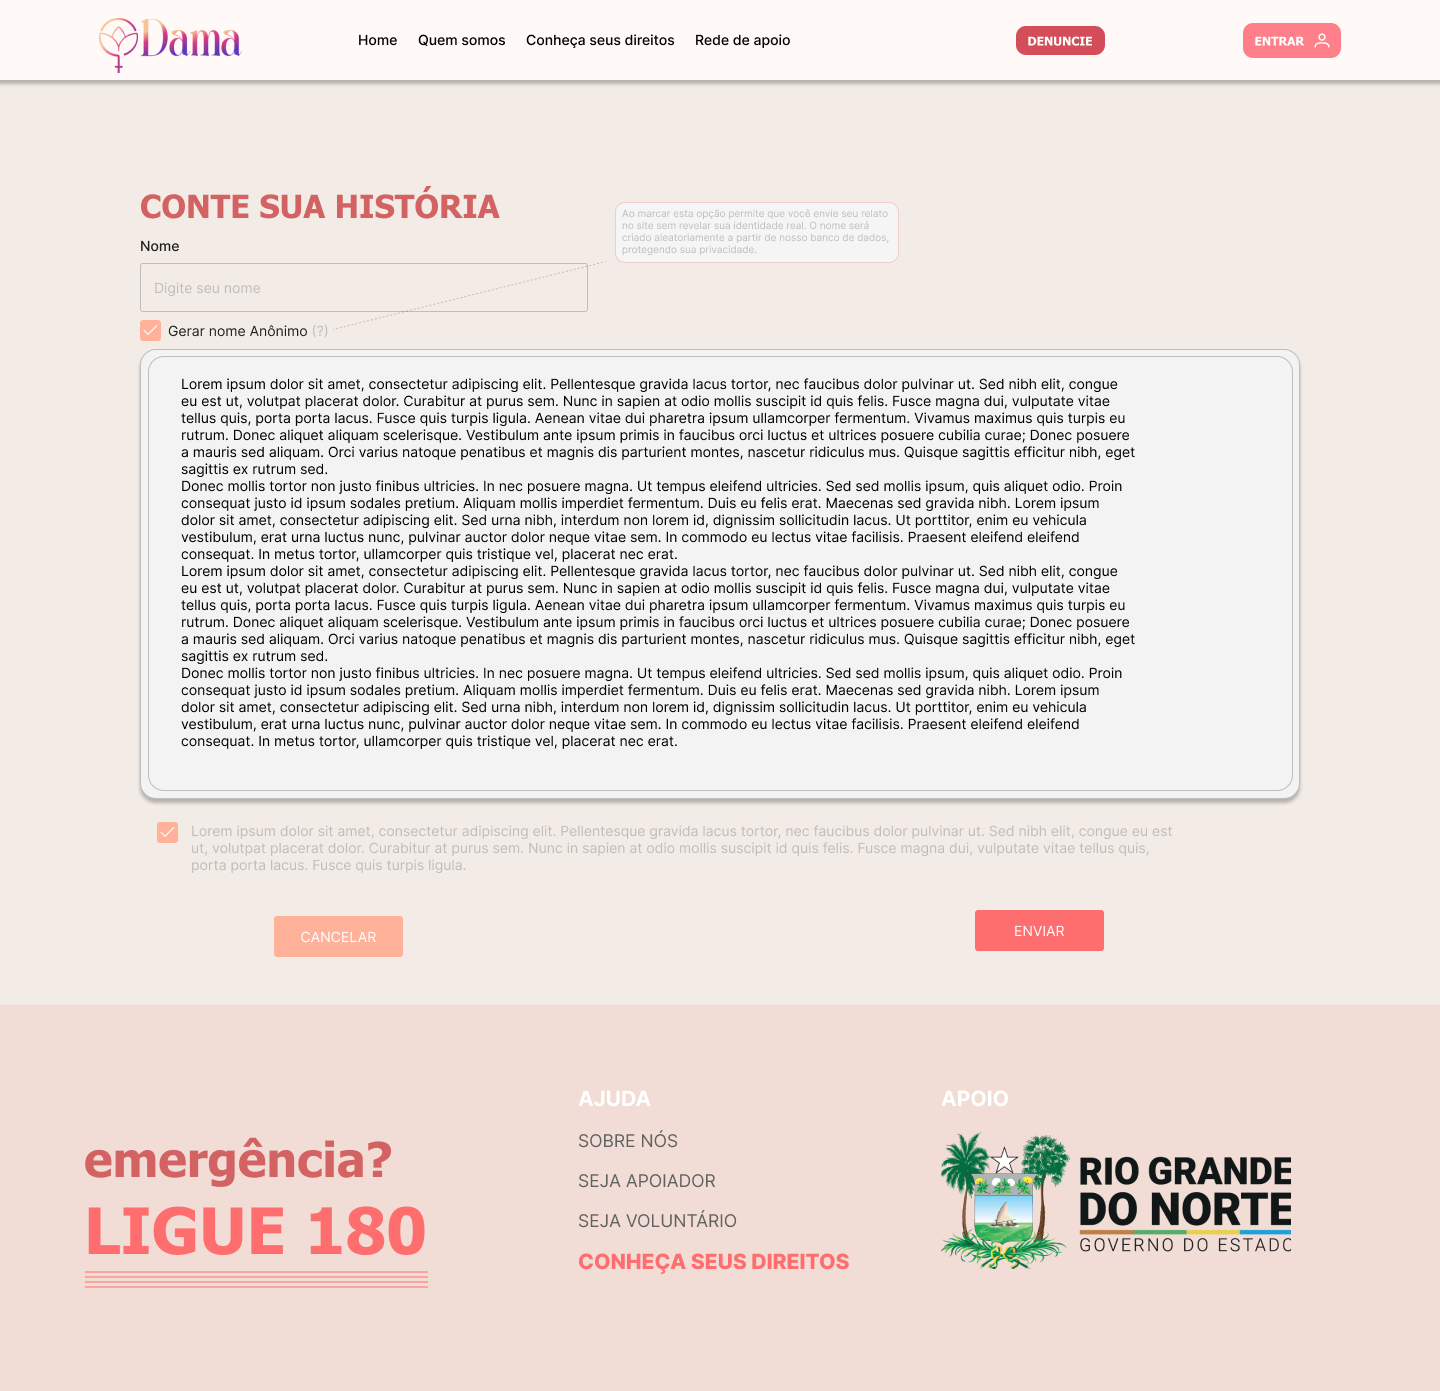 Dama
Home Quem somos Conheça seus direitos Rede de apoio
DENUNCIE
ENTRAR
CONTE SUA HISTÓRIA
Ao marcar esta opção permite que você envie seu relato
no site sem revelar sua identidade real. O nome será
criado aleatoriamente a partir de nosso banco de dados,
protegendo sua privacidade.
Nome
Digite seu nome
Gerar nome Anônimo (?)
Lorem ipsum dolor sit amet, consectetur adipiscing elit. Pellentesque gravida lacus tortor, nec faucibus dolor pulvinar ut. Sed nibh elit, congue
eu est ut, volutpat placerat dolor. Curabitur at purus sem. Nunc in sapien at odio mollis suscipit id quis felis. Fusce magna dui, vulputate vitae
tellus quis, porta porta lacus. Fusce quis turpis ligula. Aenean vitae dui pharetra ipsum ullamcorper fermentum. Vivamus maximus quis turpis eu
rutrum. Donec aliquet aliquam scelerisque. Vestibulum ante ipsum primis in faucibus orci luctus et ultrices posuere cubilia curae; Donec posuere
a mauris sed aliquam. Orci varius natoque penatibus et magnis dis parturient montes, nascetur ridiculus mus. Quisque sagittis efficitur nibh, eget
sagittis ex rutrum sed.
Donec mollis tortor non justo finibus ultricies. In nec posuere magna. Ut tempus eleifend ultricies. Sed sed mollis ipsum, quis aliquet odio. Proin
consequat justo id ipsum sodales pretium. Aliquam mollis imperdiet fermentum. Duis eu felis erat. Maecenas sed gravida nibh. Lorem ipsum
dolor sit amet, consectetur adipiscing elit. Sed urna nibh, interdum non lorem id, dignissim sollicitudin lacus. Ut porttitor, enim eu vehicula
vestibulum, erat urna luctus nunc, pulvinar auctor dolor neque vitae sem. In commodo eu lectus vitae facilisis. Praesent eleifend eleifend
consequat. In metus tortor, ullamcorper quis tristique vel, placerat nec erat.
Lorem ipsum dolor sit amet, consectetur adipiscing elit. Pellentesque gravida lacus tortor, nec faucibus dolor pulvinar ut. Sed nibh elit, congue
eu est ut, volutpat placerat dolor. Curabitur at purus sem. Nunc in sapien at odio mollis suscipit id quis felis. Fusce magna dui, vulputate vitae
tellus quis, porta porta lacus. Fusce quis turpis ligula. Aenean vitae dui pharetra ipsum ullamcorper fermentum. Vivamus maximus quis turpis eu
rutrum. Donec aliquet aliquam scelerisque. Vestibulum ante ipsum primis in faucibus orci luctus et ultrices posuere cubilia curae; Donec posuere
a mauris sed aliquam. Orci varius natoque penatibus et magnis dis parturient montes, nascetur ridiculus mus. Quisque sagittis efficitur nibh, eget
sagittis ex rutrum sed.
Donec mollis tortor non justo finibus ultricies. In nec posuere magna. Ut tempus eleifend ultricies. Sed sed mollis ipsum, quis aliquet odio. Proin
consequat justo id ipsum sodales pretium. Aliquam mollis imperdiet fermentum. Duis eu felis erat. Maecenas sed gravida nibh. Lorem ipsum
dolor sit amet, consectetur adipiscing elit. Sed urna nibh, interdum non lorem id, dignissim sollicitudin lacus. Ut porttitor, enim eu vehicula
vestibulum, erat urna luctus nunc, pulvinar auctor dolor neque vitae sem. In commodo eu lectus vitae facilisis. Praesent eleifend eleifend
consequat. In metus tortor, ullamcorper quis tristique vel, placerat nec erat.
Lorem ipsum dolor sit amet, consectetur adipiscing elit. Pellentesque gravida lacus tortor, nec faucibus dolor pulvinar ut. Sed nibh elit, congue eu est
ut, volutpat placerat dolor. Curabitur at purus sem. Nunc in sapien at odio mollis suscipit id quis felis. Fusce magna dui, vulputate vitae tellus quis,
porta porta lacus. Fusce quis turpis ligula.
CANCELAR
ENVIAR
emergência?
LIGUE 180
AJUDA
SOBRE NÓS
SEJA APOIADOR
SEJA VOLUNTÁRIO
CONHEÇA SEUS DIREITOS
APOIO
RIO GRANDE
DO NORTE
GOVERNO DO ESTADO